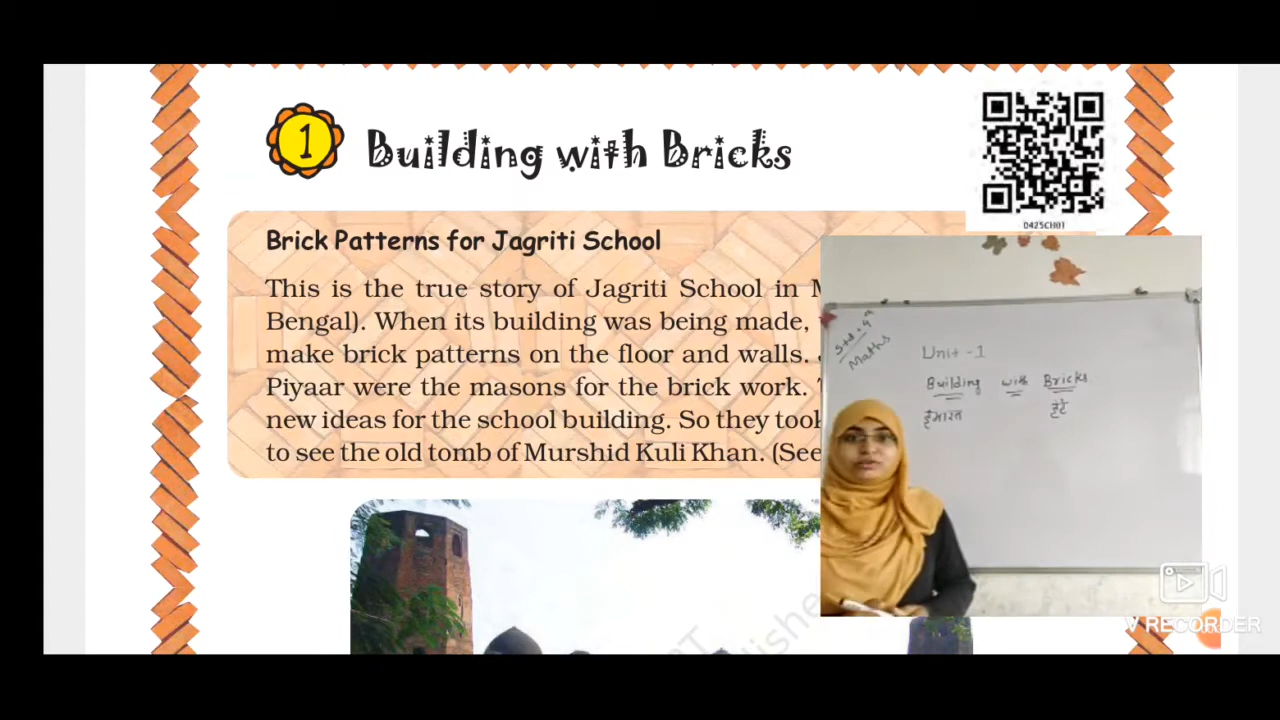 1
Building with Bricks
0425CH01
Brick Patterns for Jagriti School
This is the true story of Jagriti School in M
Bengal). When its building was being made,
make brick patterns on the floor and walls.
Piyaar were the masons for the brick work.
new ideas for the school building. So they took
to see the old tomb of Murshid Kuli Khan. (See
Std - 4th
Maths
Unit - 1
Building with Bricks
इमारत ईंटे
V RECORDER